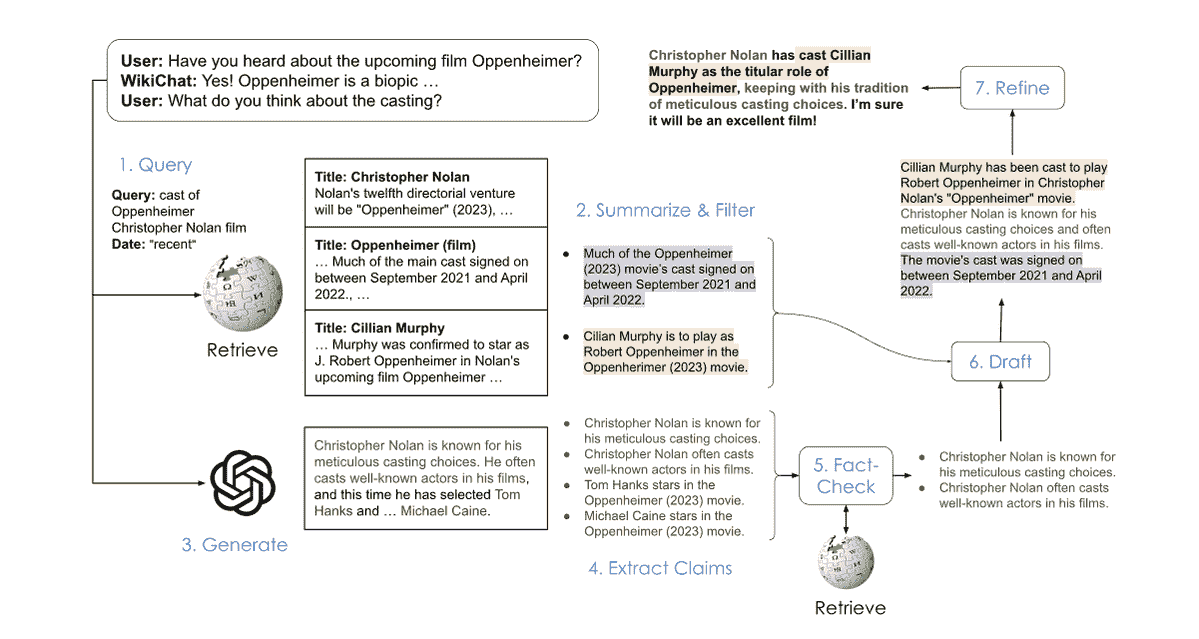 User: Have you heard about the upcoming film Oppenheimer?
WikiChat: Yes! Oppenheimer is a biopic …
User: What do you think about the casting?
1. Query
Query: cast of
Oppenheimer
Christopher Nolan film
Date: "recent"
Retrieve
Title: Christopher Nolan
Nolan's twelfth directorial venture
will be "Oppenheimer" (2023), …
Title: Oppenheimer (film)
… Much of the main cast signed on
between September 2021 and April
2022., …
Title: Cillian Murphy
… Murphy was confirmed to star as
J. Robert Oppenheimer in Nolan's
upcoming film Oppenheimer …
2. Summarize & Filter
• Much of the Oppenheimer
(2023) movie's cast signed on
between September 2021 and
April 2022.
• Cilian Murphy is to play as
Robert Oppenheimer in the
Oppenherimer (2023) movie.
3. Generate
Christopher Nolan is known for his
meticulous casting choices. He often
casts well-known actors in his films,
and this time he has selected Tom
Hanks and … Michael Caine.
• Christopher Nolan is known for
his meticulous casting choices.
• Christopher Nolan often casts
well-known actors in his films.
• Tom Hanks stars in the
Oppenheimer (2023) movie.
• Michael Caine stars in the
Oppenheimer (2023) movie.
4. Extract Claims
5. Fact-
Check
Retrieve
• Christopher Nolan is known for
his meticulous casting choices.
• Christopher Nolan often casts
well-known actors in his films.
6. Draft
Cillian Murphy has been cast to play
Robert Oppenheimer in Christopher
Nolan's "Oppenheimer" movie.
Christopher Nolan is known for his
meticulous casting choices and often
casts well-known actors in his films.
The movie's cast was signed on
between September 2021 and April
2022.
7. Refine
Christopher Nolan has cast Cillian
Murphy as the titular role of
Oppenheimer, keeping with his tradition
of meticulous casting choices. I'm sure
it will be an excellent film!